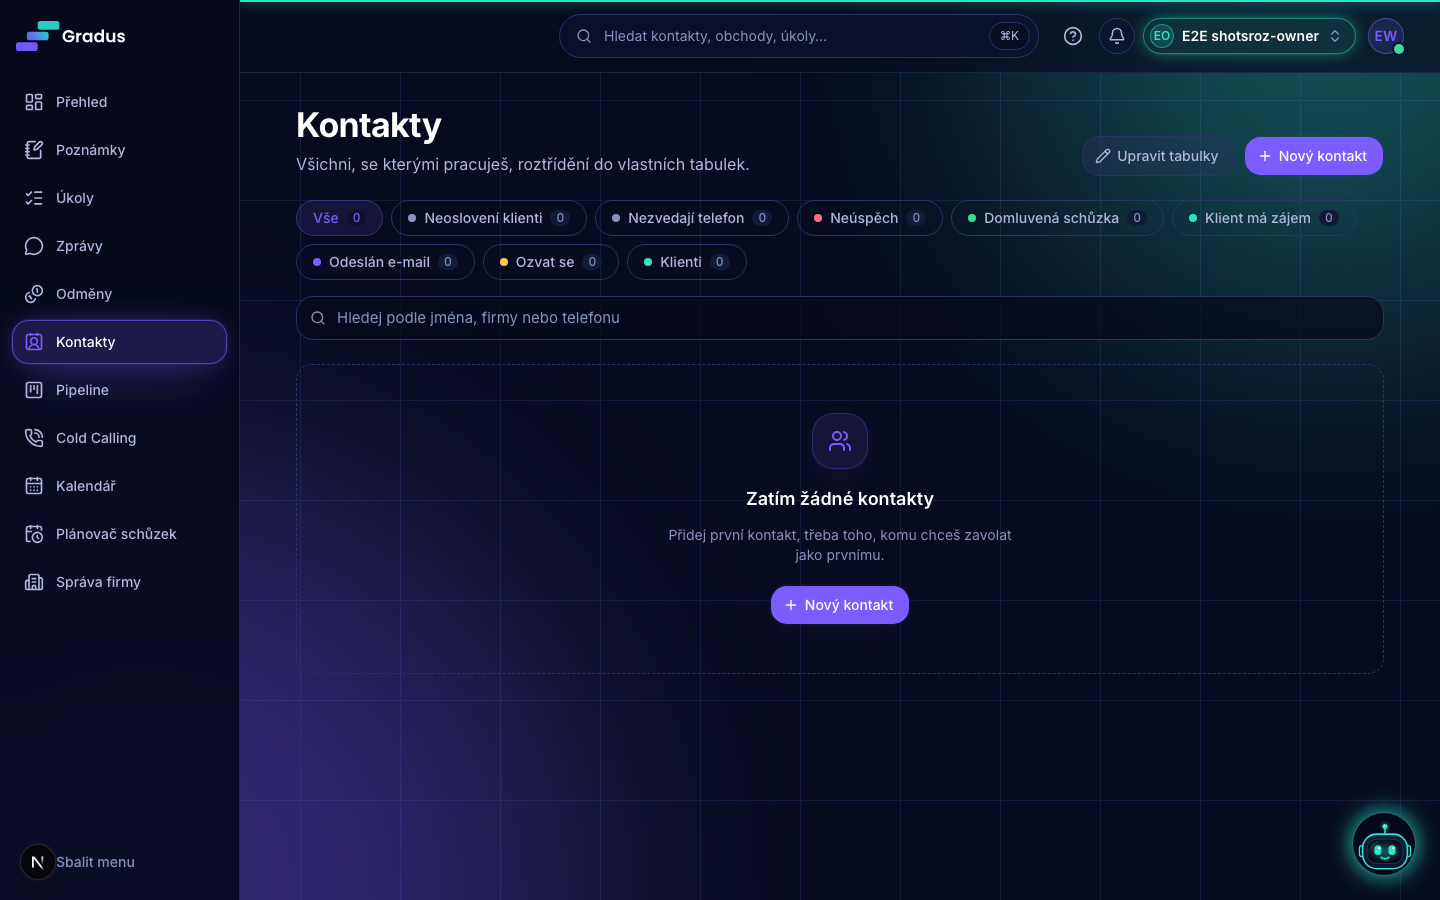 Gradus
Hledat kontakty, obchody, úkoly...
⌘K
EO
E2E shotsroz-owner
EW
Přehled
Poznámky
Úkoly
Zprávy
Odměny
Kontakty
Pipeline
Cold Calling
Kalendář
Plánovač schůzek
Správa firmy
N
Sbalit menu
Kontakty
Všichni, se kterými pracuješ, roztřídění do vlastních tabulek.
Upravit tabulky
+ Nový kontakt
Vše 0
Neoslovení klienti 0
Nezvedají telefon 0
Neúspěch 0
Domluvená schůzka 0
Klient má zájem 0
Odeslán e-mail 0
Ozvat se 0
Klienti 0
Hledej podle jména, firmy nebo telefonu
Zatím žádné kontakty
Přidej první kontakt, třeba toho, komu chceš zavolat
jako prvnímu.
+ Nový kontakt